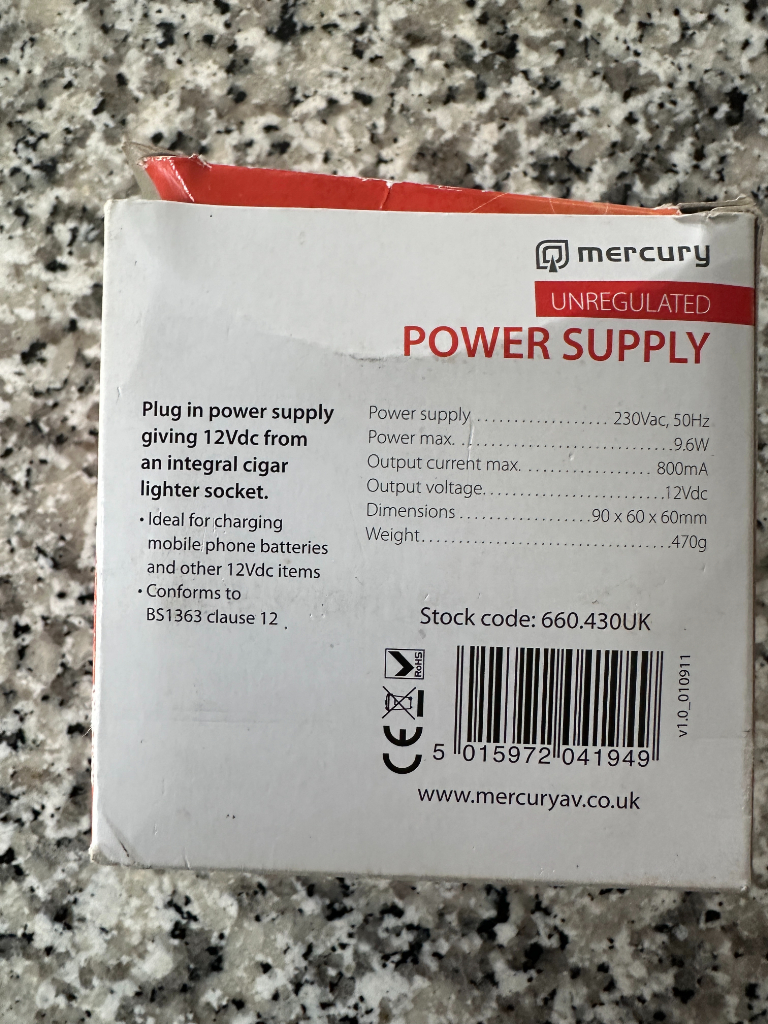 mercury
UNREGULATED
POWER SUPPLY
Plug in power supply
giving 12Vdc from
an integral cigar
lighter socket.
• Ideal for charging
mobile phone batteries
and other 12Vdc items
• Conforms to
BS1363 clause 12
Power supply ................... 230Vac, 50Hz
Power max. ................................9.6W
Output current max. ................... 800mA
Output voltage...........................12Vdc
Dimensions ....................90 x 60 x 60mm
Weight.....................................470g
Stock code: 660.430UK
RoHS
CE
5 015972 041949
v1.0_010911
www.mercuryav.co.uk